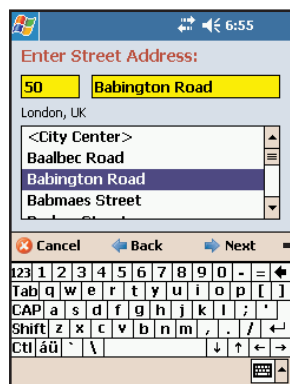 6:55
Enter Street Address:
50 Babington Road
London, UK
<City Center>
Baalbec Road
Babington Road
Babmaes Street
Cancel Back Next
123 1 2 3 4 5 6 7 8 9 0 - =
Tab q w e r t y u i o p [ ]
CAP a s d f g h j k l ; '
Shift z x c v b n m , . /
Ctl áü ` \